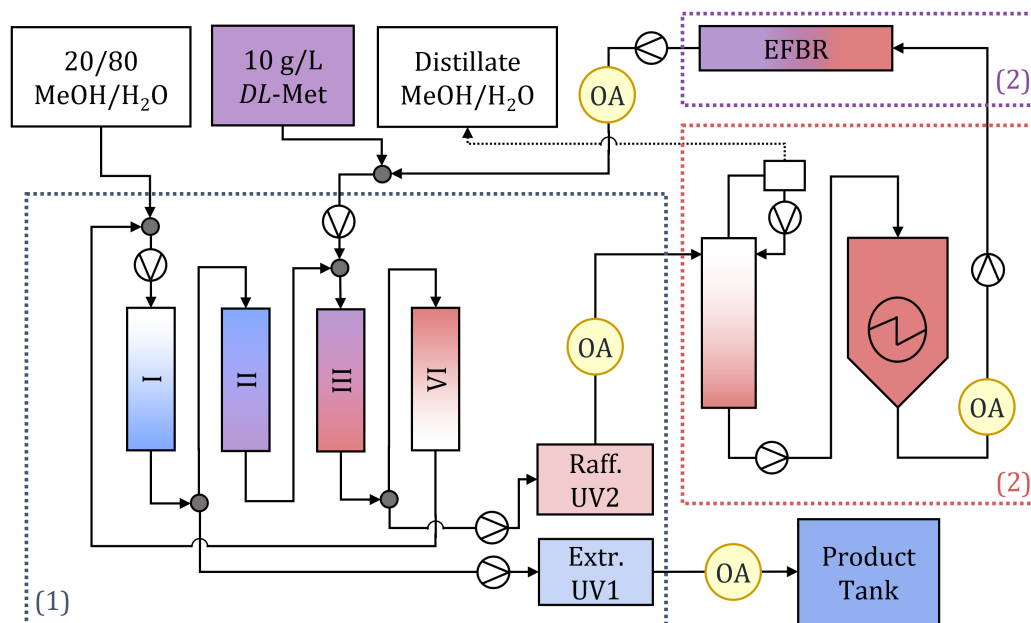 20/80
MeOH/H₂O
10 g/L
DL-Met
Distillate
MeOH/H₂O
OA
EFBR
(2)
I
II
III
VI
OA
OA
Raff.
UV2
(2)
Extr.
UV1
OA
Product
Tank
(1)